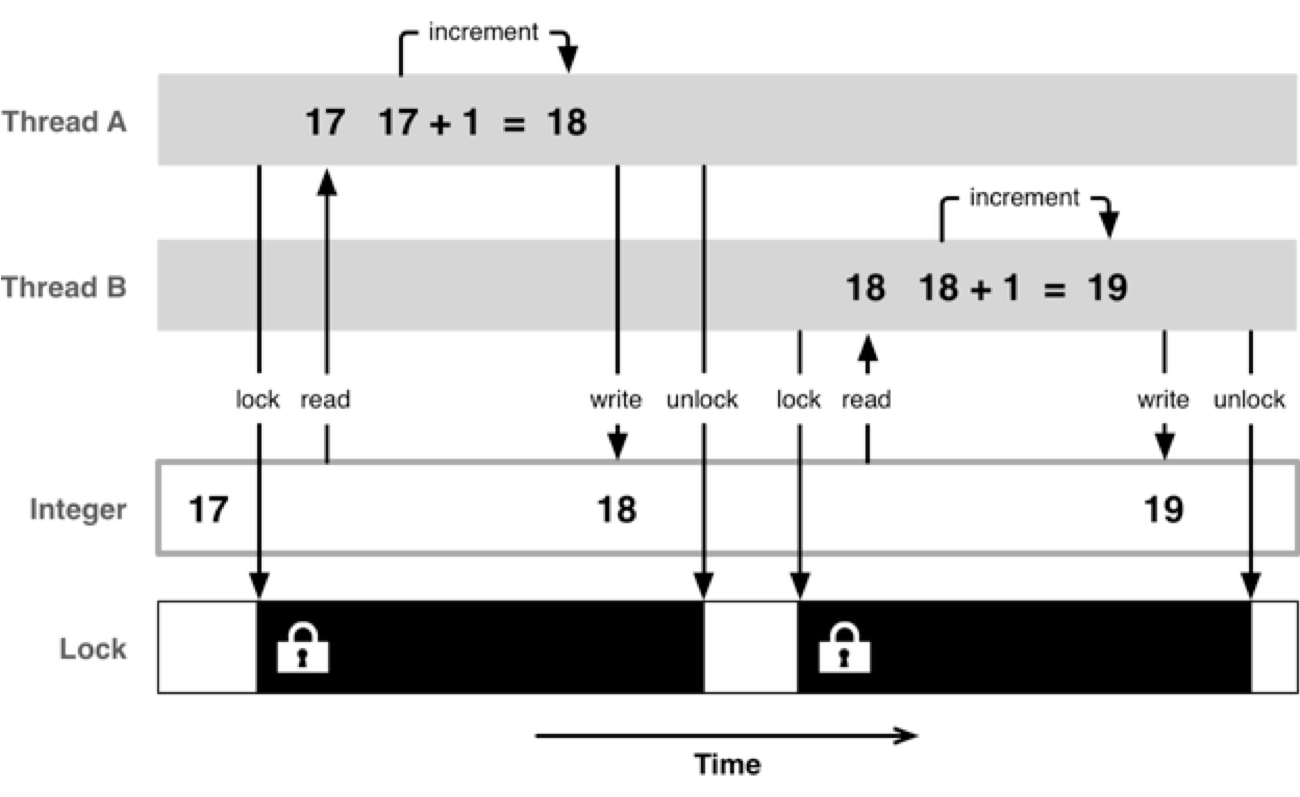 increment
Thread A
17 17 + 1 = 18
increment
Thread B
18 18 + 1 = 19
lock read write unlock lock read write unlock
Integer
17 18 19
Lock
Time